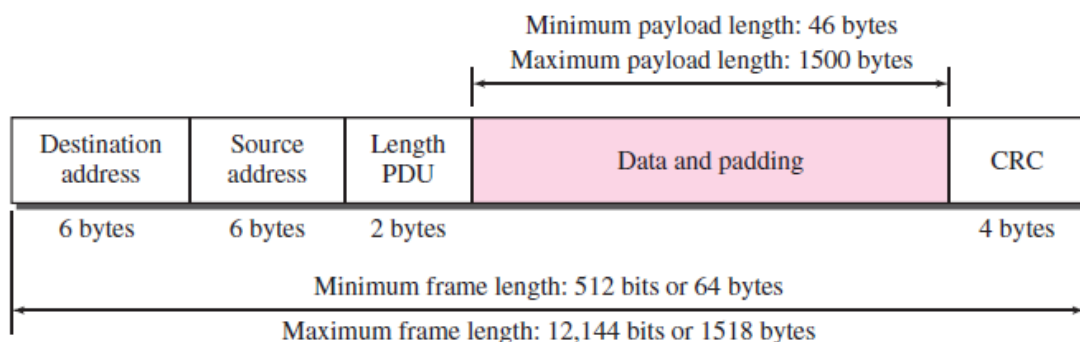 Minimum payload length: 46 bytes
Maximum payload length: 1500 bytes
Destination
address
Source
address
Length
PDU
Data and padding
CRC
6 bytes
6 bytes
2 bytes
4 bytes
Minimum frame length: 512 bits or 64 bytes
Maximum frame length: 12,144 bits or 1518 bytes